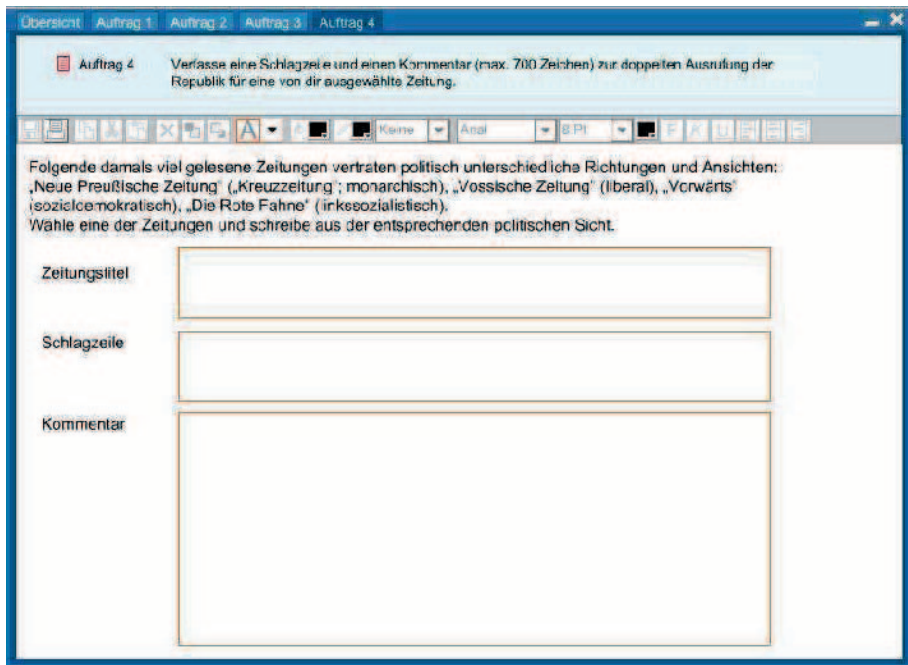 Übersicht Auftrag 1 Auftrag 2 Auftrag 3 Auftrag 4
Auftrag 4 Verfasse eine Schlagzeile und einen Kommentar (max. 700 Zeichen) zur doppelten Ausrufung der
Republik für eine von dir ausgewählte Zeitung.
A Keine Arial 8 Pt F K U
Folgende damals viel gelesene Zeitungen vertraten politisch unterschiedliche Richtungen und Ansichten:
„Neue Preußische Zeitung“ („Kreuzzeitung“; monarchisch), „Vossische Zeitung“ (liberal), „Vorwärts“
(sozialdemokratisch), „Die Rote Fahne“ (linkssozialistisch).
Wähle eine der Zeitungen und schreibe aus der entsprechenden politischen Sicht.
Zeitungstitel
Schlagzeile
Kommentar